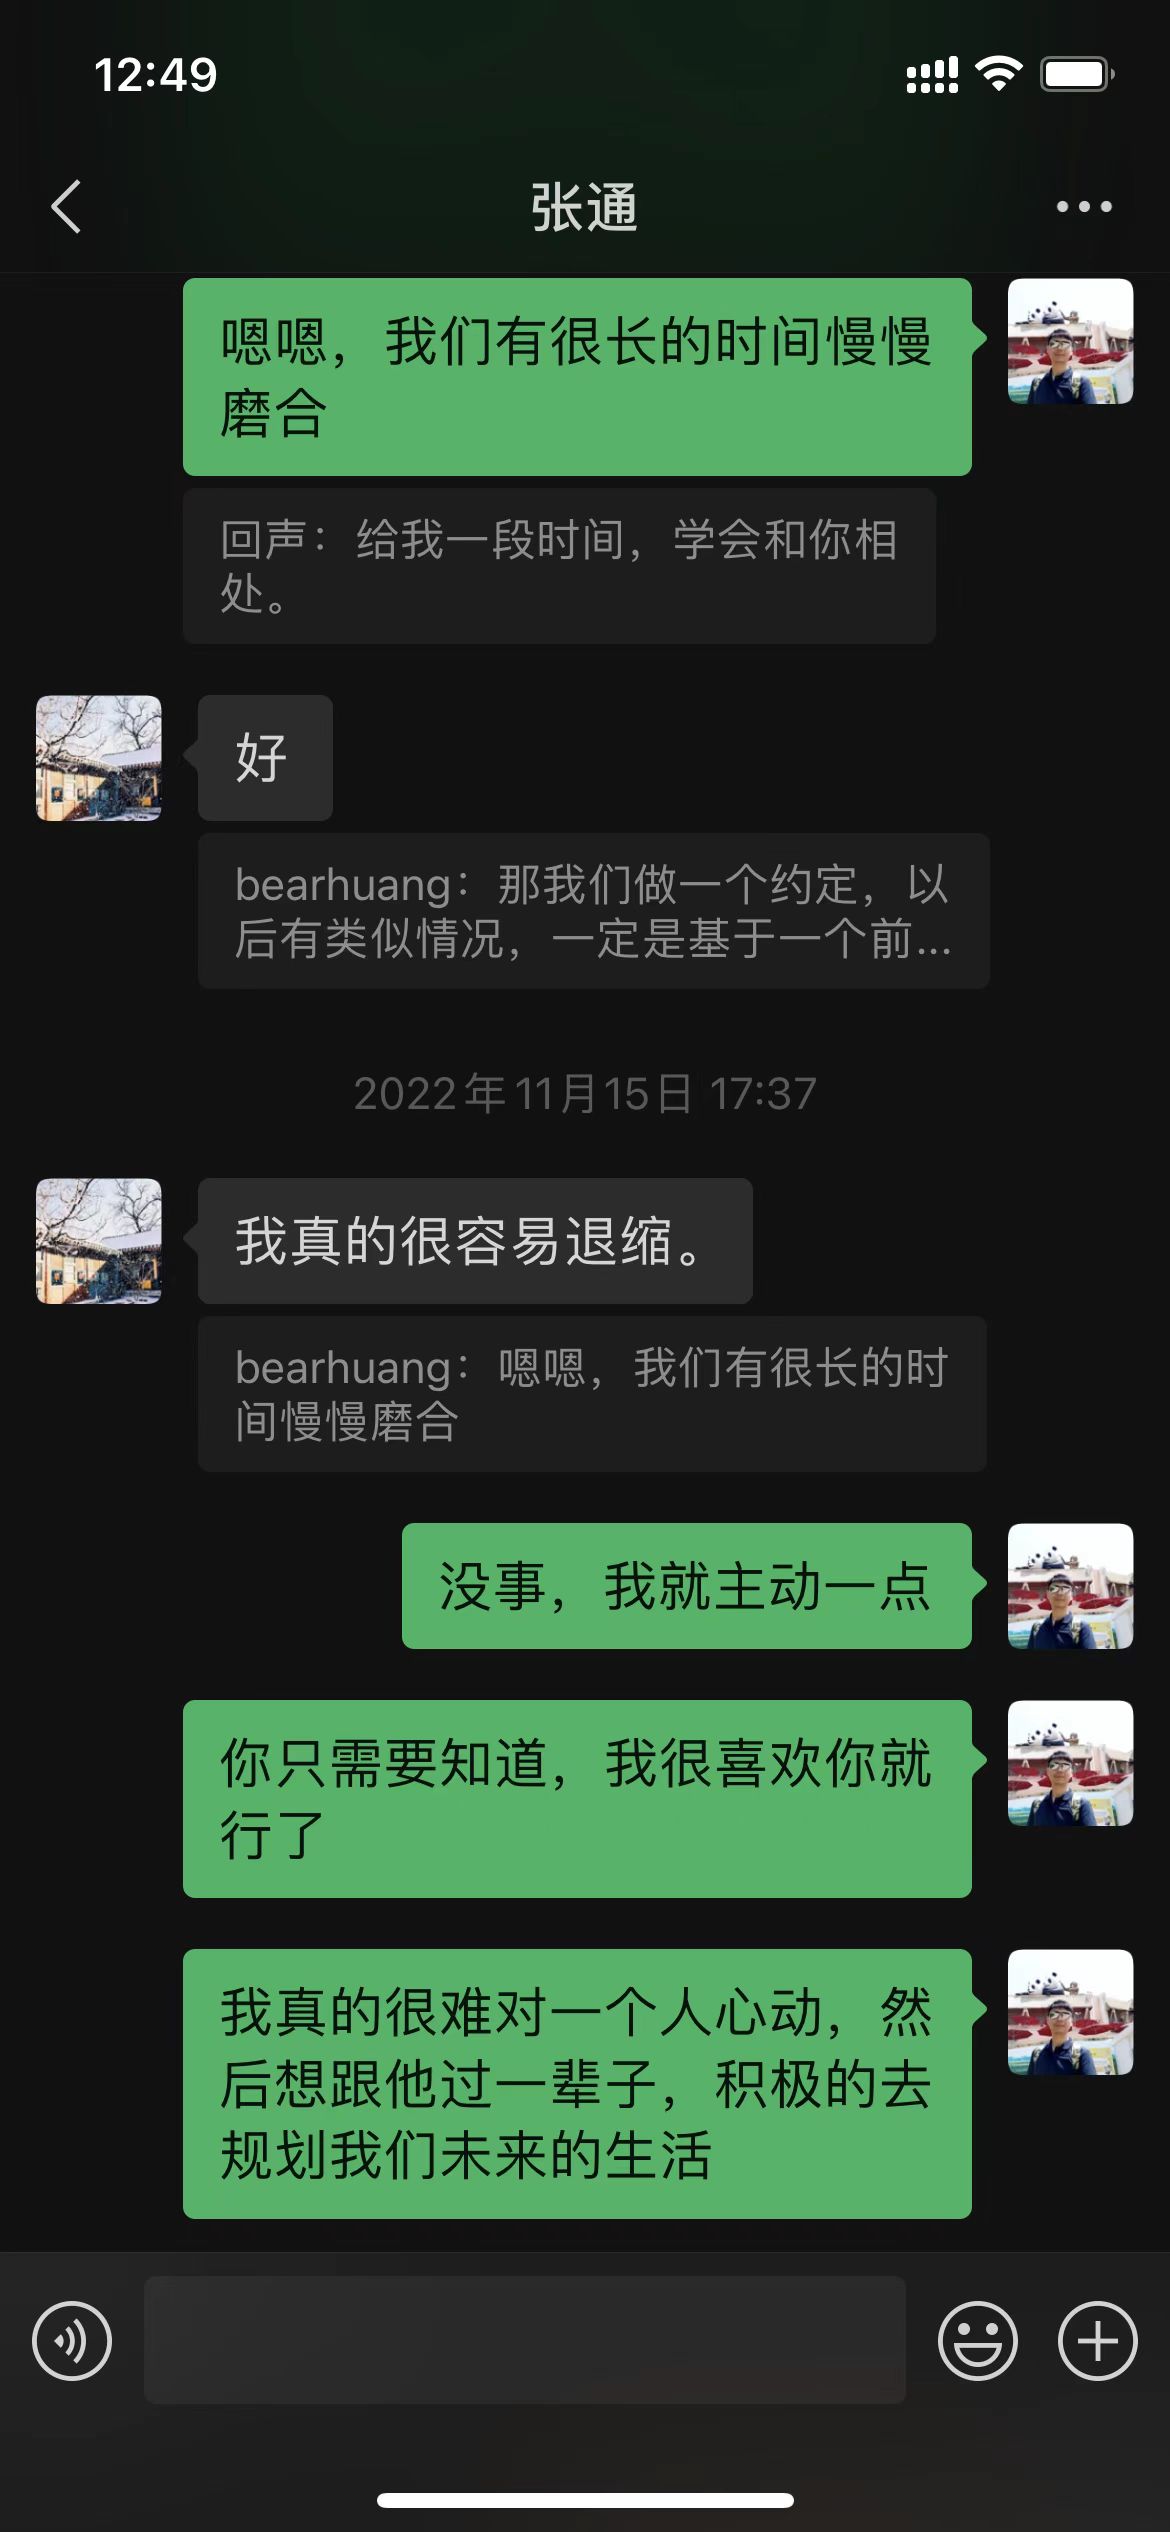 12:49
张通
嗯嗯，我们有很长的时间慢慢
磨合
回声：给我一段时间，学会和你相
处。
好
bearhuang：那我们做一个约定，以
后有类似情况，一定是基于一个前...
2022年11月15日 17:37
我真的很容易退缩。
bearhuang：嗯嗯，我们有很长的时
间慢慢磨合
没事，我就主动一点
你只需要知道，我很喜欢你就
行了
我真的很难对一个人心动，然
后想跟他过一辈子，积极的去
规划我们未来的生活